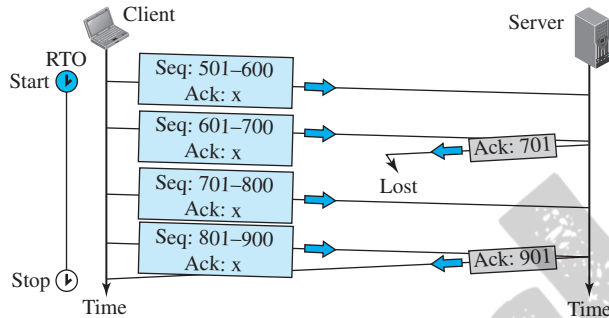 Client
Server
RTO
Start
Seq: 501–600
Ack: x
Seq: 601–700
Ack: x
Ack: 701
Lost
Seq: 701–800
Ack: x
Seq: 801–900
Ack: x
Ack: 901
Stop
Time
Time